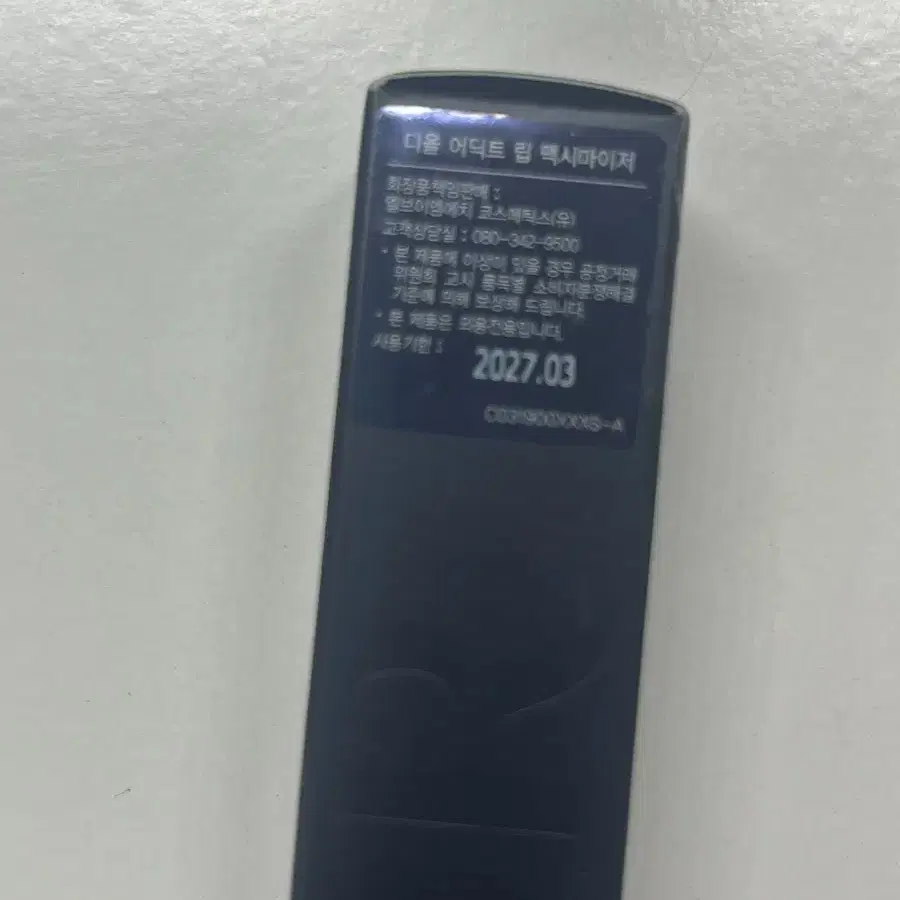 디올 어딕트 립 맥시마이저
화장품책임판매 :
엘브이엠에치 코스메틱스(유)
고객상담실 : 080-342-9500
· 본 제품에 이상이 있을 경우 공정거래
위원회 고시 품목별 소비자분쟁해결
기준에 의해 보상해 드립니다.
· 본 제품은 외용전용입니다.
사용기한 :
2027.03